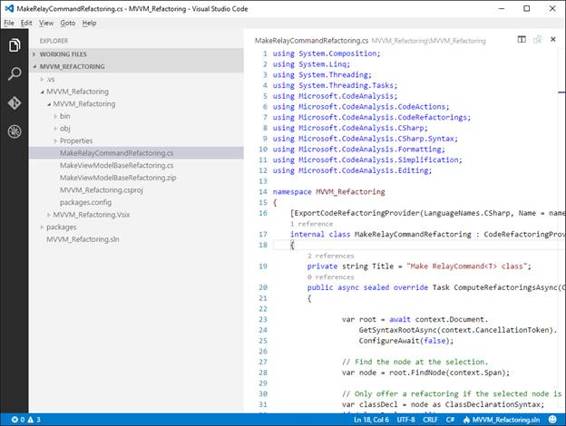 MakeRelayCommandRefactoring.cs - MVVM_Refactoring - Visual Studio Code
File Edit View Goto Help
EXPLORER
WORKING FILES
MVVM_REFACTORING
.vs
MVVM_Refactoring
MVVM_Refactoring
bin
obj
Properties
MakeRelayCommandRefactoring.cs
MakeViewModelBaseRefactoring.cs
MakeViewModelBaseRefactoring.zip
MVVM_Refactoring.csproj
packages.config
MVVM_Refactoring.Vsix
packages
MVVM_Refactoring.sln
MakeRelayCommandRefactoring.cs MVVM_Refactoring\MVVM_Refactoring
1 using System.Composition;
2 using System.Linq;
3 using System.Threading;
4 using System.Threading.Tasks;
5 using Microsoft.CodeAnalysis;
6 using Microsoft.CodeAnalysis.CodeActions;
7 using Microsoft.CodeAnalysis.CodeRefactorings;
8 using Microsoft.CodeAnalysis.CSharp;
9 using Microsoft.CodeAnalysis.CSharp.Syntax;
10 using Microsoft.CodeAnalysis.Formatting;
11 using Microsoft.CodeAnalysis.Simplification;
12 using Microsoft.CodeAnalysis.Editing;
13
14 namespace MVVM_Refactoring
15 {
16 [ExportCodeRefactoringProvider(LanguageNames.CSharp, Name = name
1 reference
17 internal class MakeRelayCommandRefactoring : CodeRefactoringProv
18 {
2 references
19 private string Title = "Make RelayCommand<T> class";
0 references
20 public async sealed override Task ComputeRefactoringsAsync(C
21 {
22
23 var root = await context.Document.
24 GetSyntaxRootAsync(context.CancellationToken).
25 ConfigureAwait(false);
26
27 // Find the node at the selection.
28 var node = root.FindNode(context.Span);
29
30 // Only offer a refactoring if the selected node is
31 var classDecl = node as ClassDeclarationSyntax;
0 3 Ln 18, Col 6 UTF-8 CRLF C# MVVM_Refactoring.sln